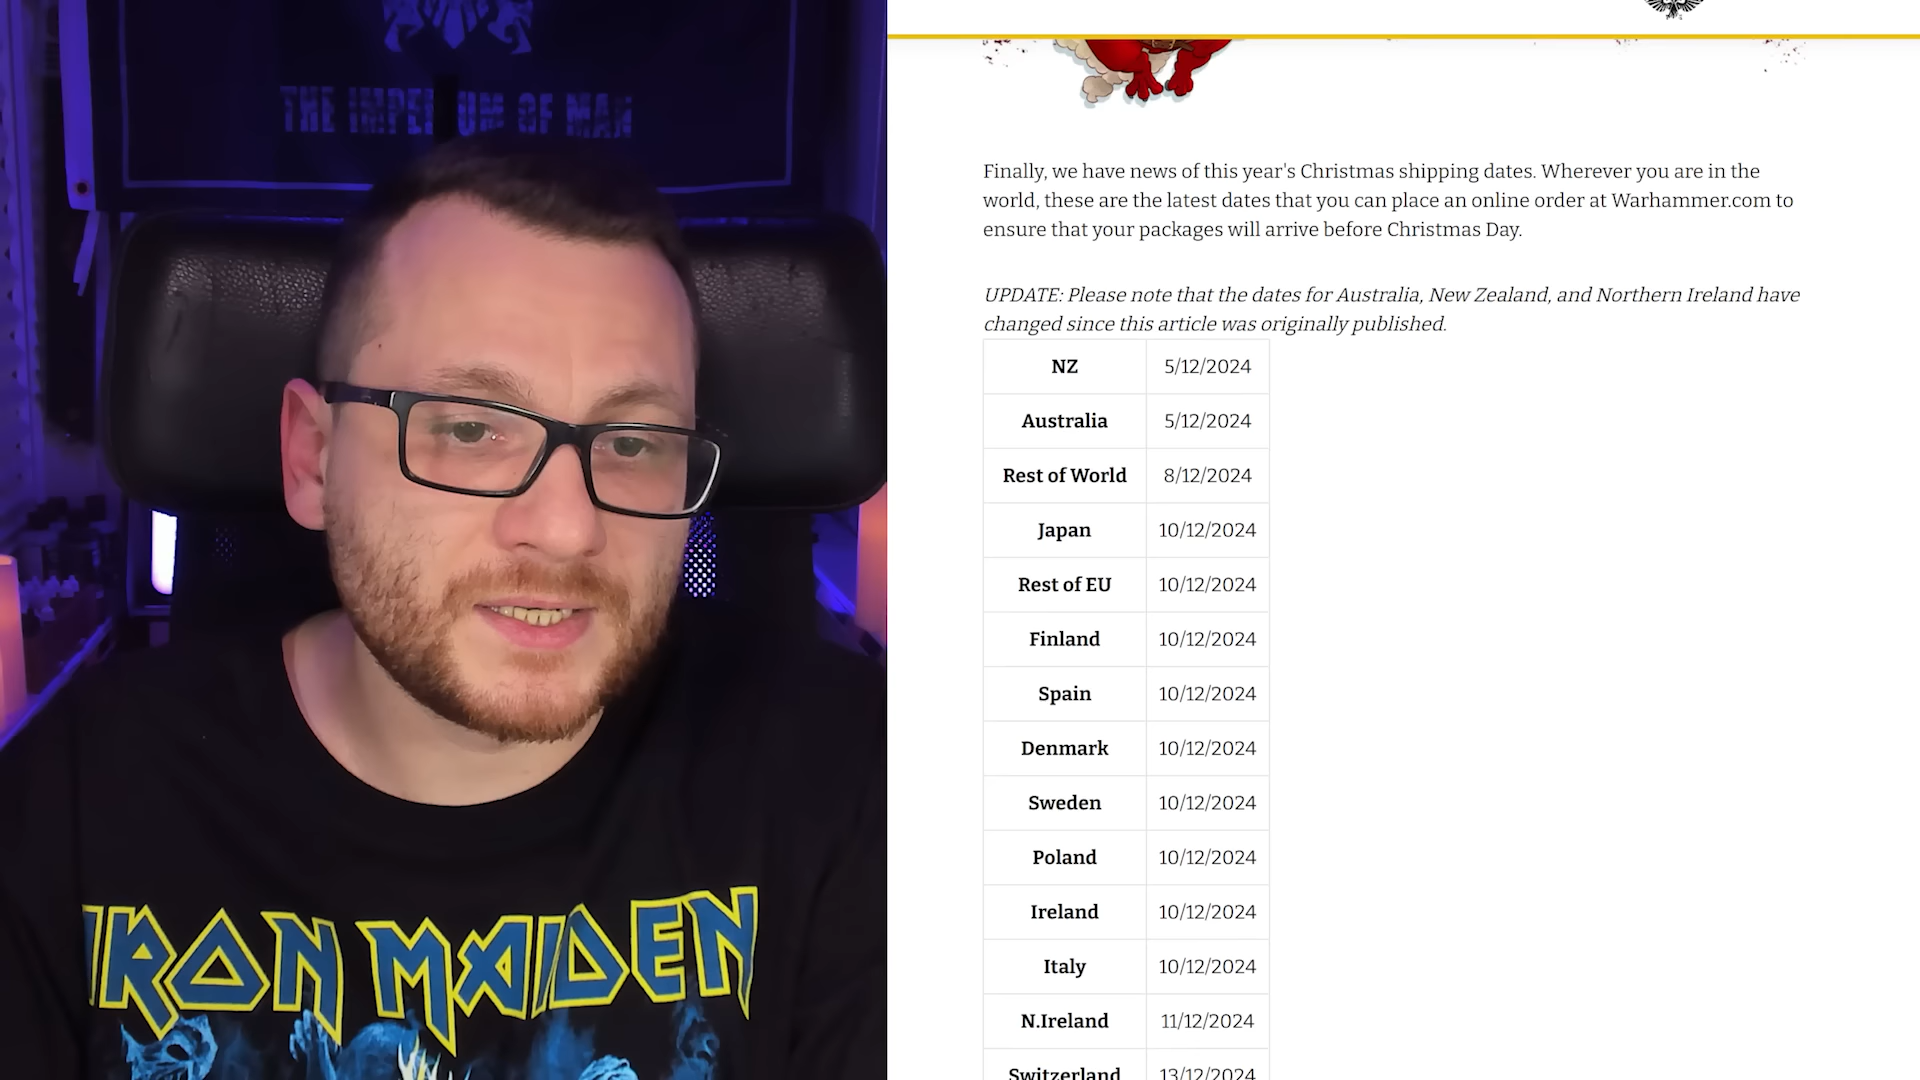 THE IMPERIUM OF MAN
IRON MAIDEN
Finally, we have news of this year's Christmas shipping dates. Wherever you are in the
world, these are the latest dates that you can place an online order at Warhammer.com to
ensure that your packages will arrive before Christmas Day.
UPDATE: Please note that the dates for Australia, New Zealand, and Northern Ireland have
changed since this article was originally published.
NZ 5/12/2024
Australia 5/12/2024
Rest of World 8/12/2024
Japan 10/12/2024
Rest of EU 10/12/2024
Finland 10/12/2024
Spain 10/12/2024
Denmark 10/12/2024
Sweden 10/12/2024
Poland 10/12/2024
Ireland 10/12/2024
Italy 10/12/2024
N.Ireland 11/12/2024
Switzerland 13/12/2024